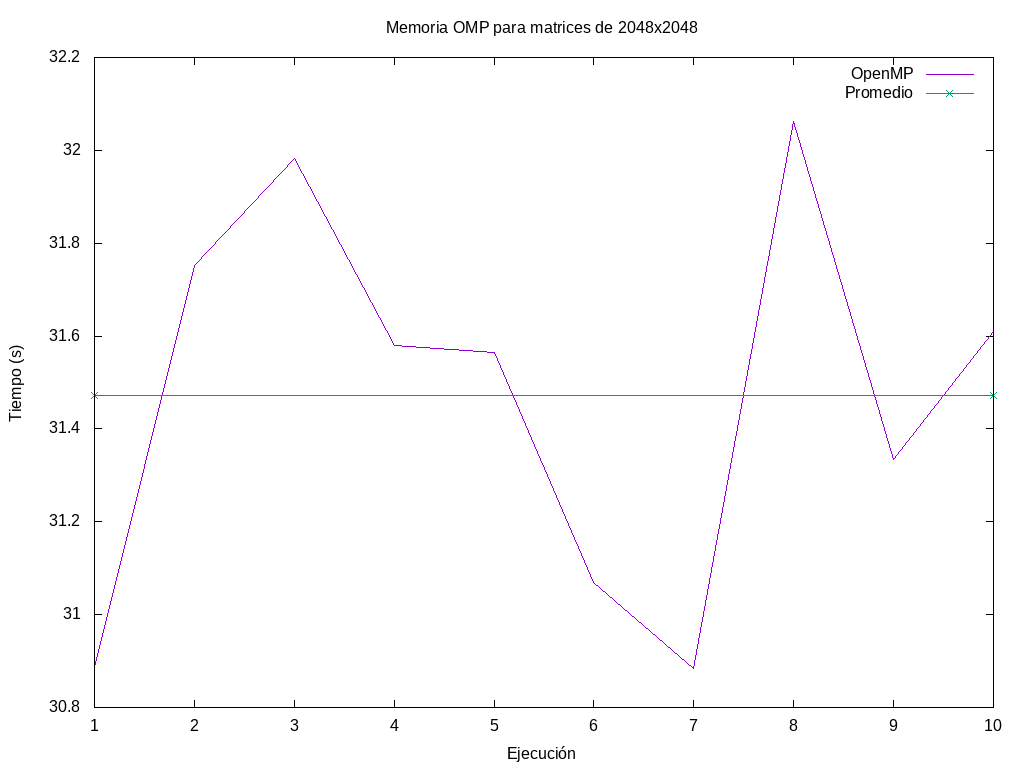 Memoria OMP para matrices de 2048x2048
32.2
32
31.8
31.6
31.4
31.2
31
30.8
Tiempo (s)
OpenMP
Promedio
1 2 3 4 5 6 7 8 9 10
Ejecución